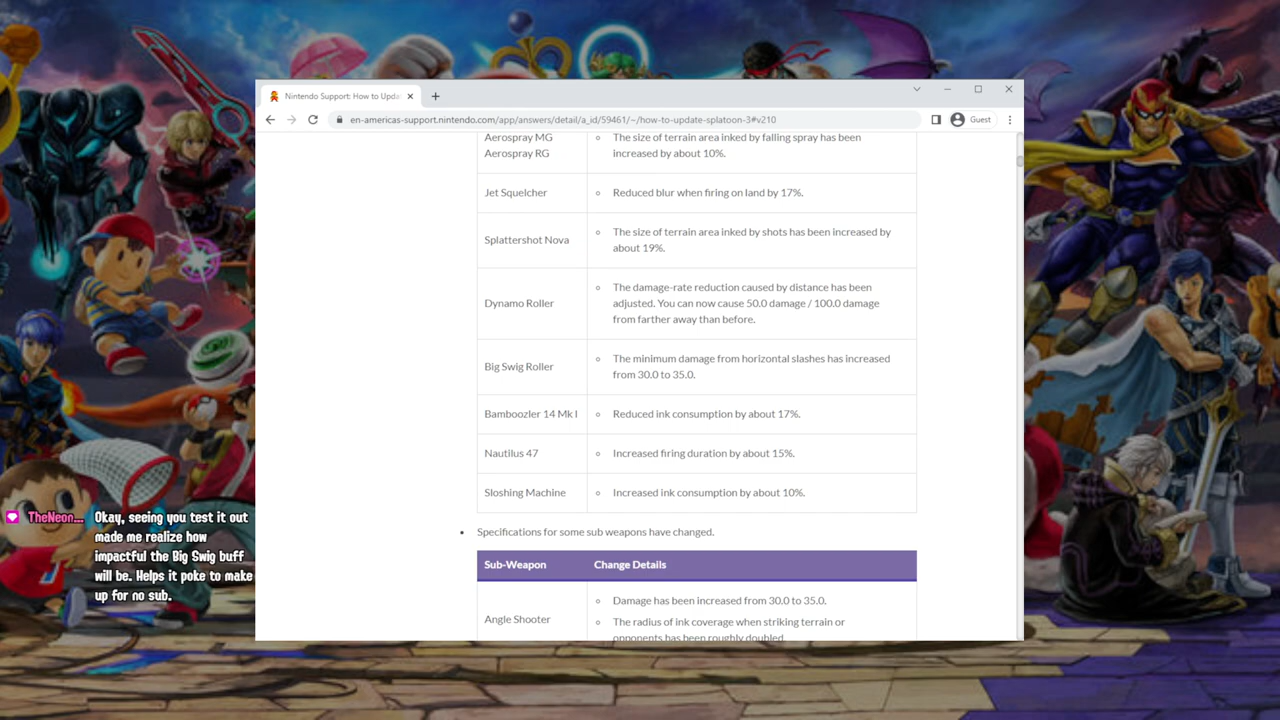 Nintendo Support: How to Upda
en-americas-support.nintendo.com/app/answers/detail/a_id/59461/~/how-to-update-splatoon-3#v210
Guest
Aerospray MG
Aerospray RG
The size of terrain area inked by falling spray has been
increased by about 10%.
Jet Squelcher
Reduced blur when firing on land by 17%.
Splattershot Nova
The size of terrain area inked by shots has been increased by
about 19%.
Dynamo Roller
The damage-rate reduction caused by distance has been
adjusted. You can now cause 50.0 damage / 100.0 damage
from farther away than before.
Big Swig Roller
The minimum damage from horizontal slashes has increased
from 30.0 to 35.0.
Bamboozler 14 Mk I
Reduced ink consumption by about 17%.
Nautilus 47
Increased firing duration by about 15%.
Sloshing Machine
Increased ink consumption by about 10%.
Specifications for some sub weapons have changed.
Sub-Weapon Change Details
Angle Shooter
Damage has been increased from 30.0 to 35.0.
The radius of ink coverage when striking terrain or
opponents has been roughly doubled.
TheNeon... Okay, seeing you test it out
made me realize how
impactful the Big Swig buff
will be. Helps it poke to make
up for no sub.